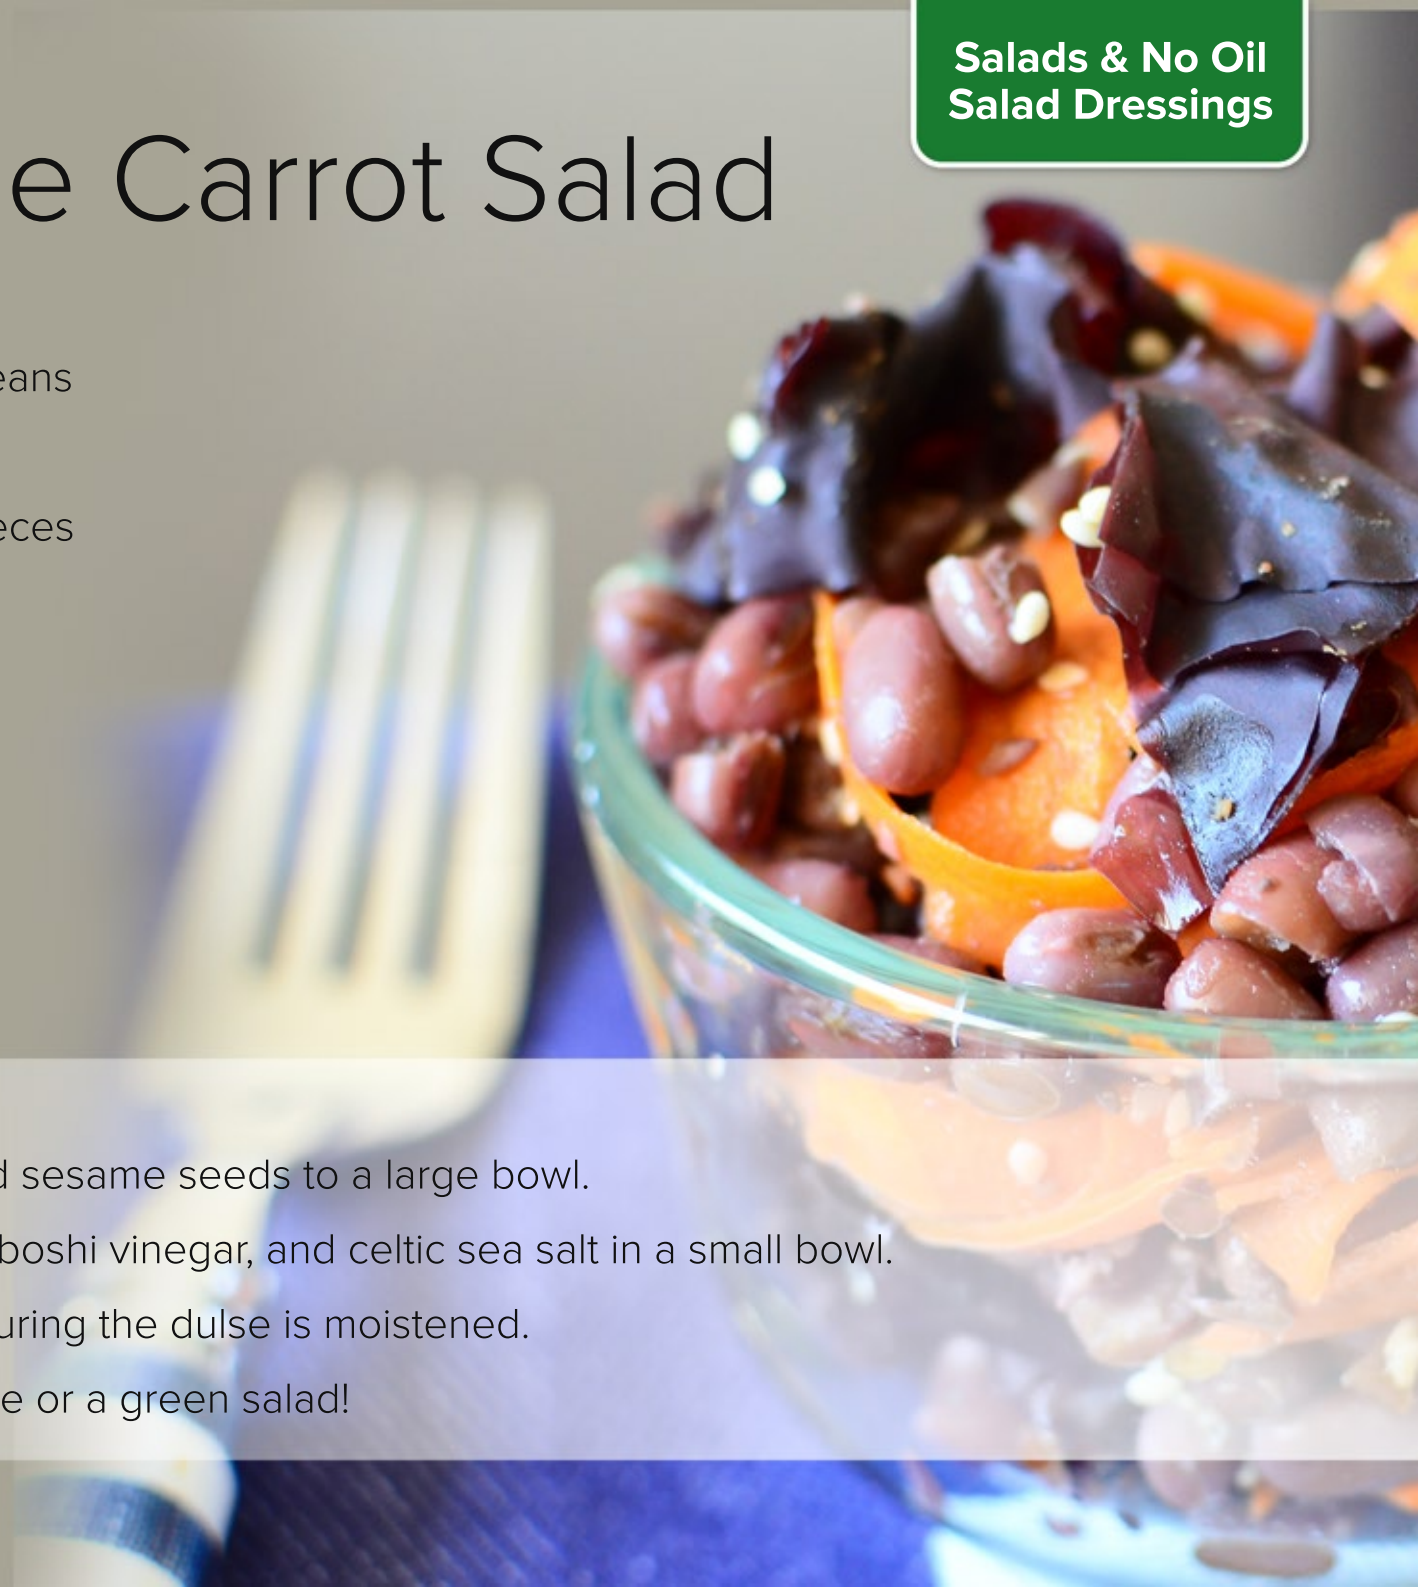 Salads & No Oil
Salad Dressings
e Carrot Salad
eans
eces
d sesame seeds to a large bowl.
boshi vinegar, and celtic sea salt in a small bowl.
uring the dulse is moistened.
e or a green salad!